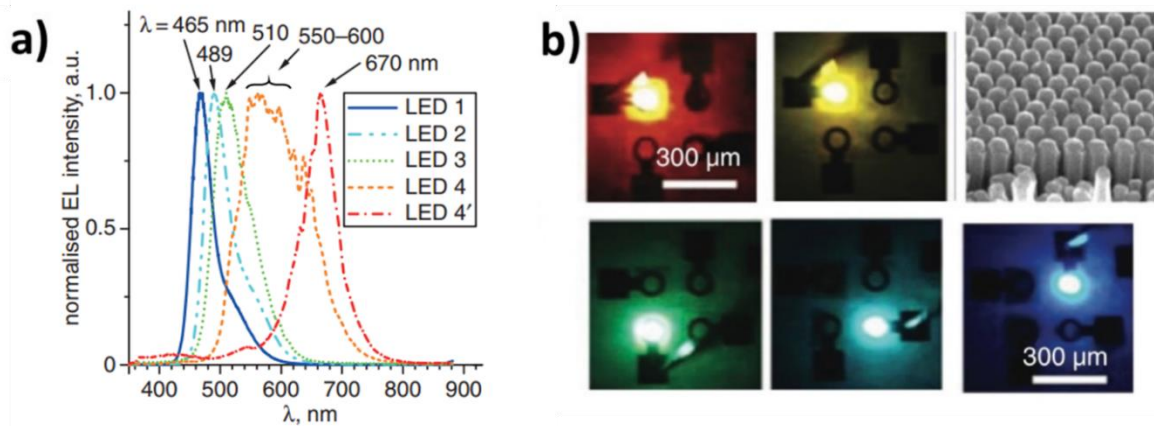 a)
λ = 465 nm
489
510
550–600
670 nm
LED 1
LED 2
LED 3
LED 4
LED 4′
normalised EL intensity, a.u.
1.0
0.5
0
400 500 600 700 800 900
λ, nm
b)
300 µm
300 µm